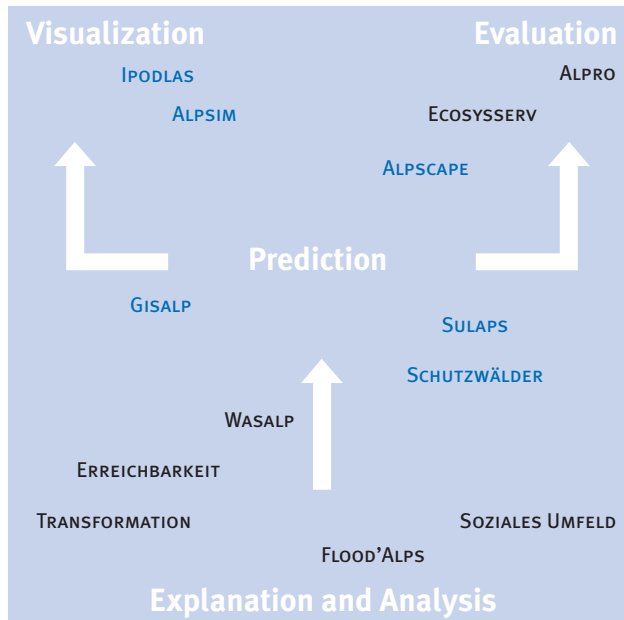 Visualization
Evaluation
IPODLAS
ALPRO
ALPSIM
ECOSYSSERV
ALPSCAPE
Prediction
GISALP
SULAPS
SCHUTZWÄLDER
WASALP
ERREICHBARKEIT
TRANSFORMATION
SOZIALES UMFELD
FLOOD'ALPS
Explanation and Analysis